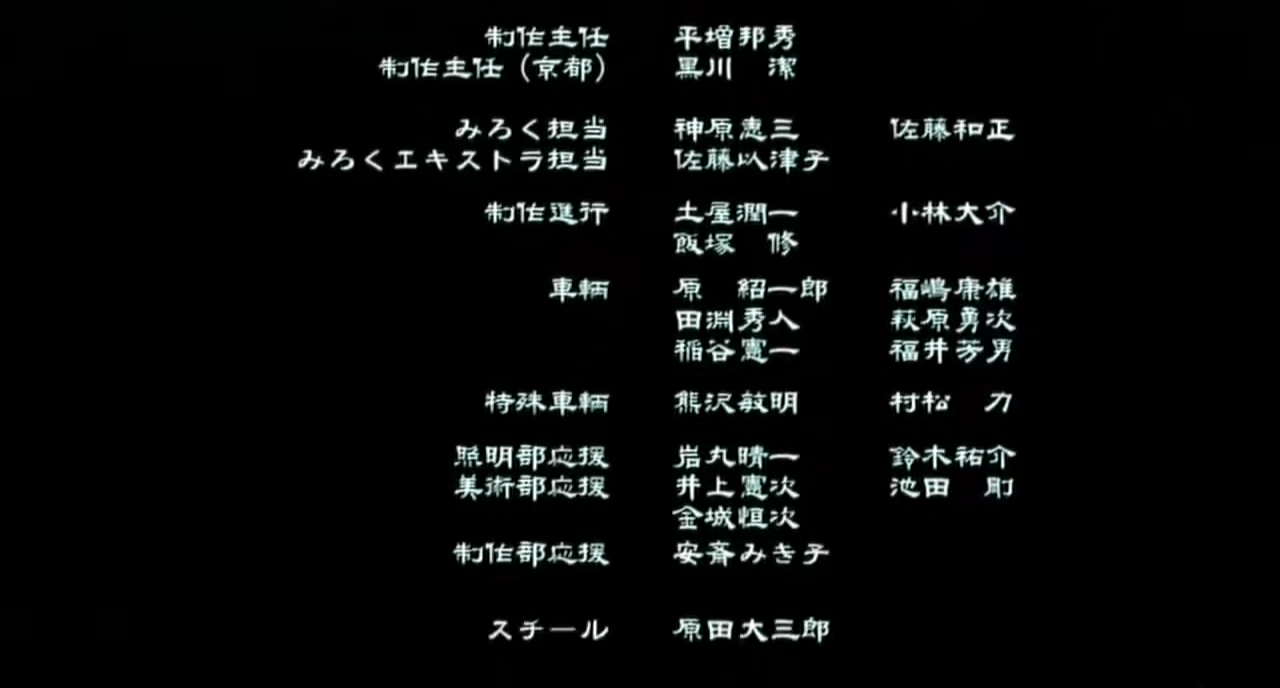 制作主任 平増邦秀
制作主任（京都） 黒川 潔
みろく担当 神原恵三 佐藤和正
みろくエキストラ担当 佐藤以津子
制作進行 土屋潤一 小林大介
飯塚 修
車輌 原 紹一郎 福嶋康雄
田淵秀人 萩原勇次
稲谷憲一 福井芳男
特殊車輌 熊沢敏明 村松 力
照明部応援 岩丸晴一 鈴木祐介
美術部応援 井上憲次 池田 剛
金城恒次
制作部応援 安斎みき子
スチール 原田大三郎